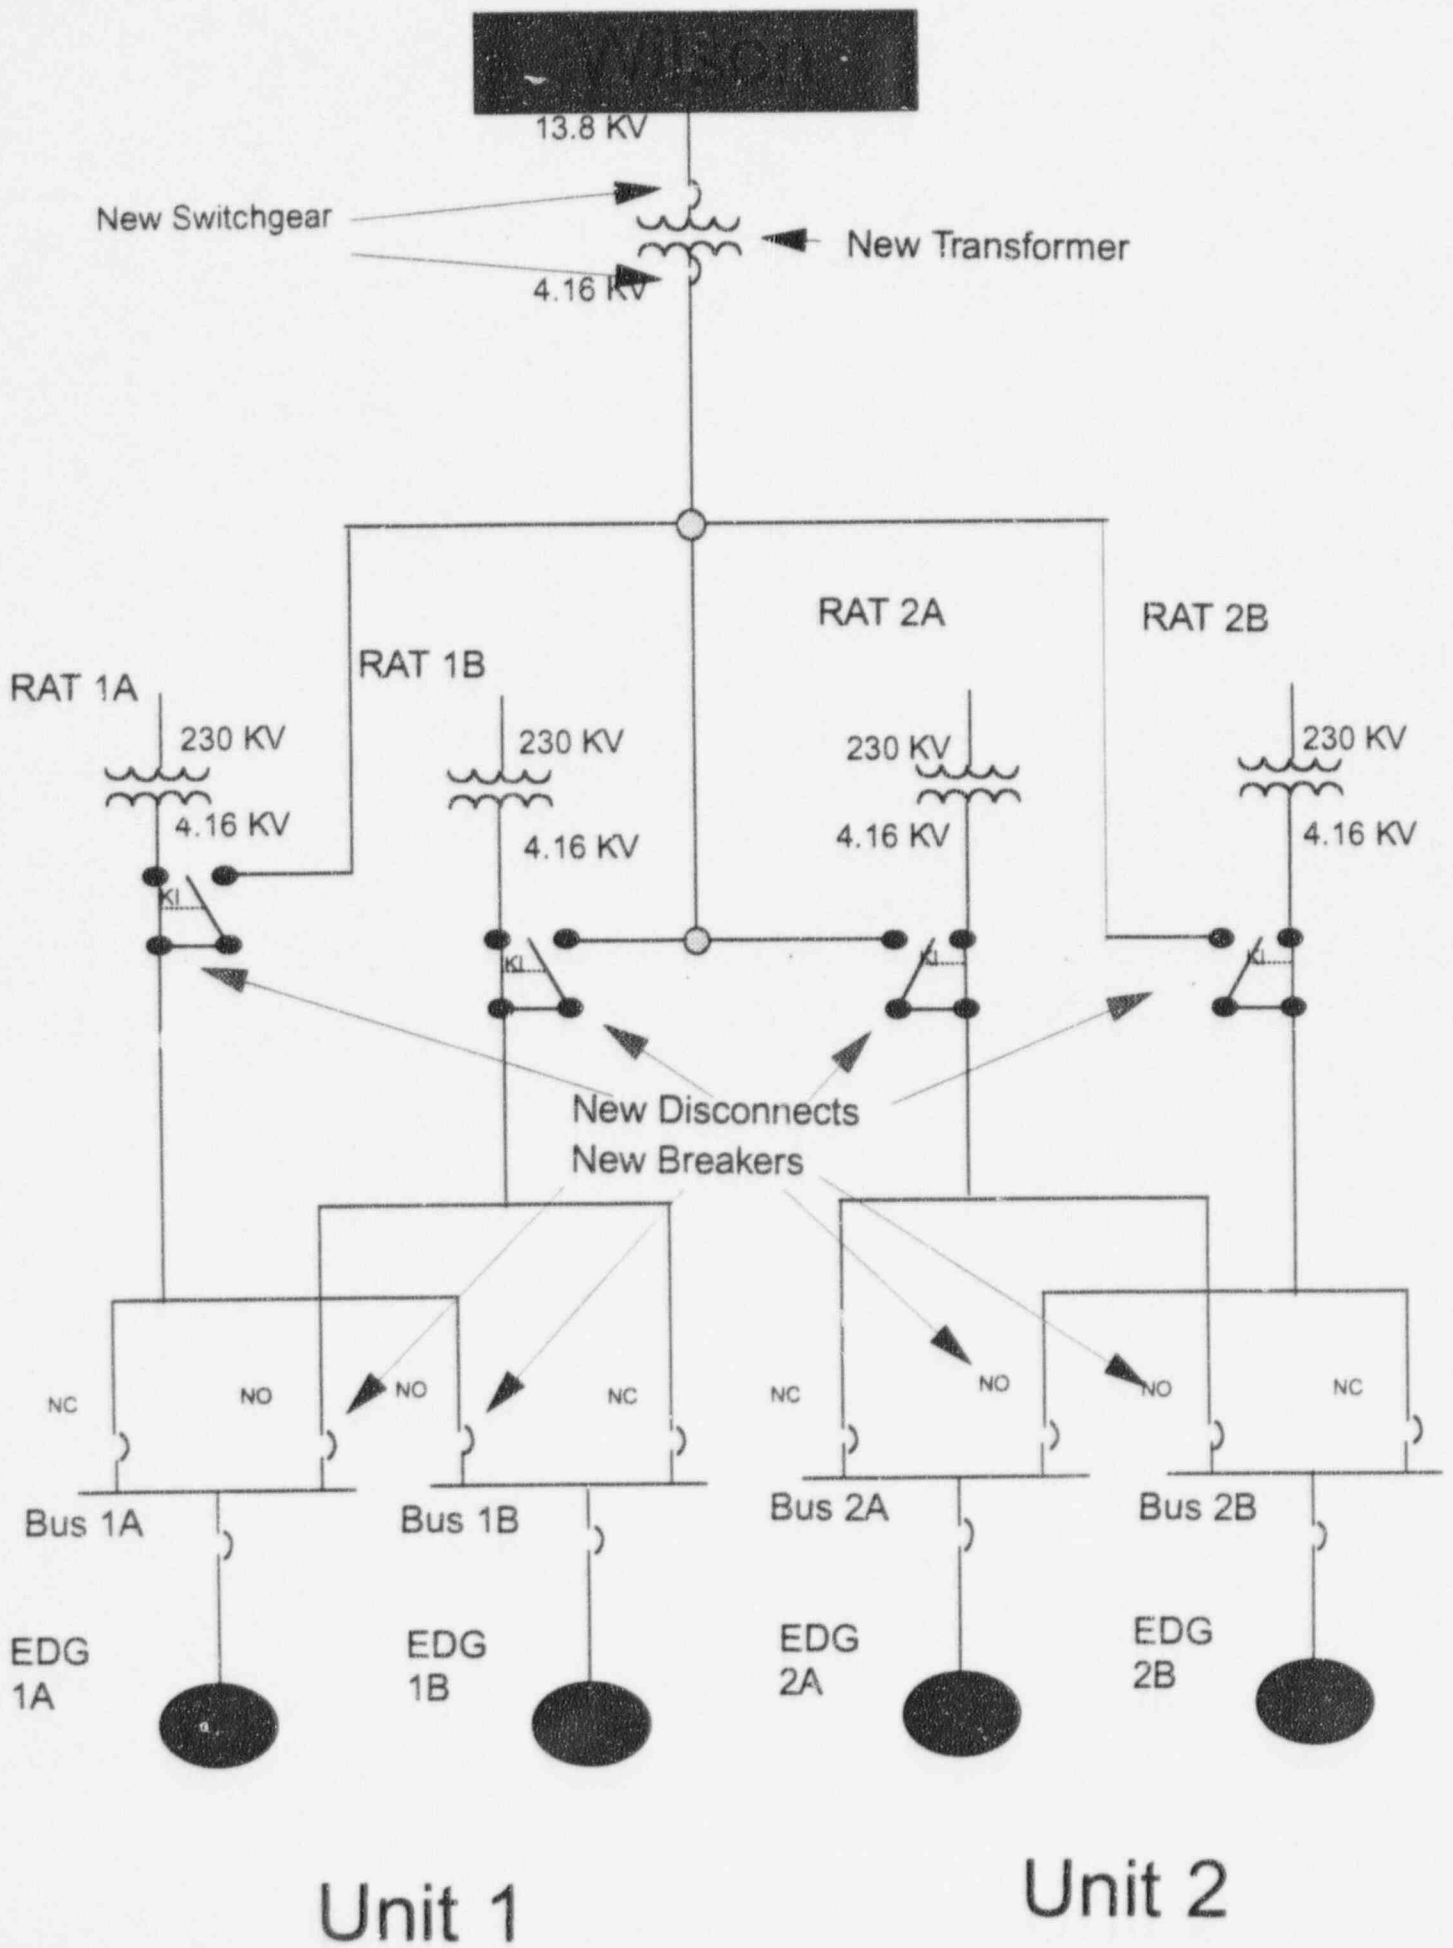 Wilson
13.8 KV
New Switchgear
New Transformer
4.16 KV
RAT 2A
RAT 2B
RAT 1B
RAT 1A
230 KV
230 KV
230 KV
230 KV
4.16 KV
4.16 KV
4.16 KV
4.16 KV
KI
KI
KI
KI
New Disconnects
New Breakers
NC
NO
NO
NC
NC
NO
NO
NC
Bus 1A
Bus 1B
Bus 2A
Bus 2B
EDG
1A
EDG
1B
EDG
2A
EDG
2B
Unit 1
Unit 2